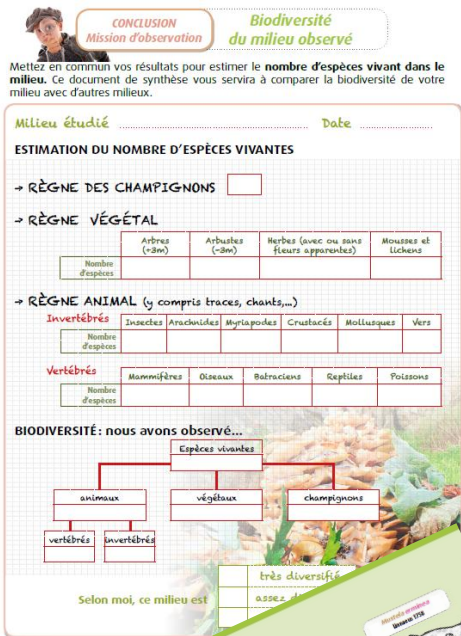 CONCLUSION
Mission d'observation
Biodiversité
du milieu observé
Mettez en commun vos résultats pour estimer le nombre d'espèces vivant dans le
milieu. Ce document de synthèse vous servira à comparer la biodiversité de votre
milieu avec d'autres milieux.
Milieu étudié ........ Date ........
ESTIMATION DU NOMBRE D'ESPÈCES VIVANTES
→ RÈGNE DES CHAMPIGNONS
→ RÈGNE VÉGÉTAL
Arbres (+3m) Arbustes (-3m) Herbes (avec ou sans fleurs apparentes) Mousses et lichens
Nombre
d'espèces
→ RÈGNE ANIMAL (y compris traces, chants,...)
Invertébrés
Insectes Arachnides Myriapodes Crustacés Mollusques Vers
Nombre
d'espèces
Vertébrés
Mammifères Oiseaux Batraciens Reptiles Poissons
Nombre
d'espèces
BIODIVERSITÉ: nous avons observé...
Espèces vivantes
animaux végétaux champignons
vertébrés invertébrés
très diversifié
Selon moi, ce milieu est assez
Mustela erminea
Linnaeus 1758